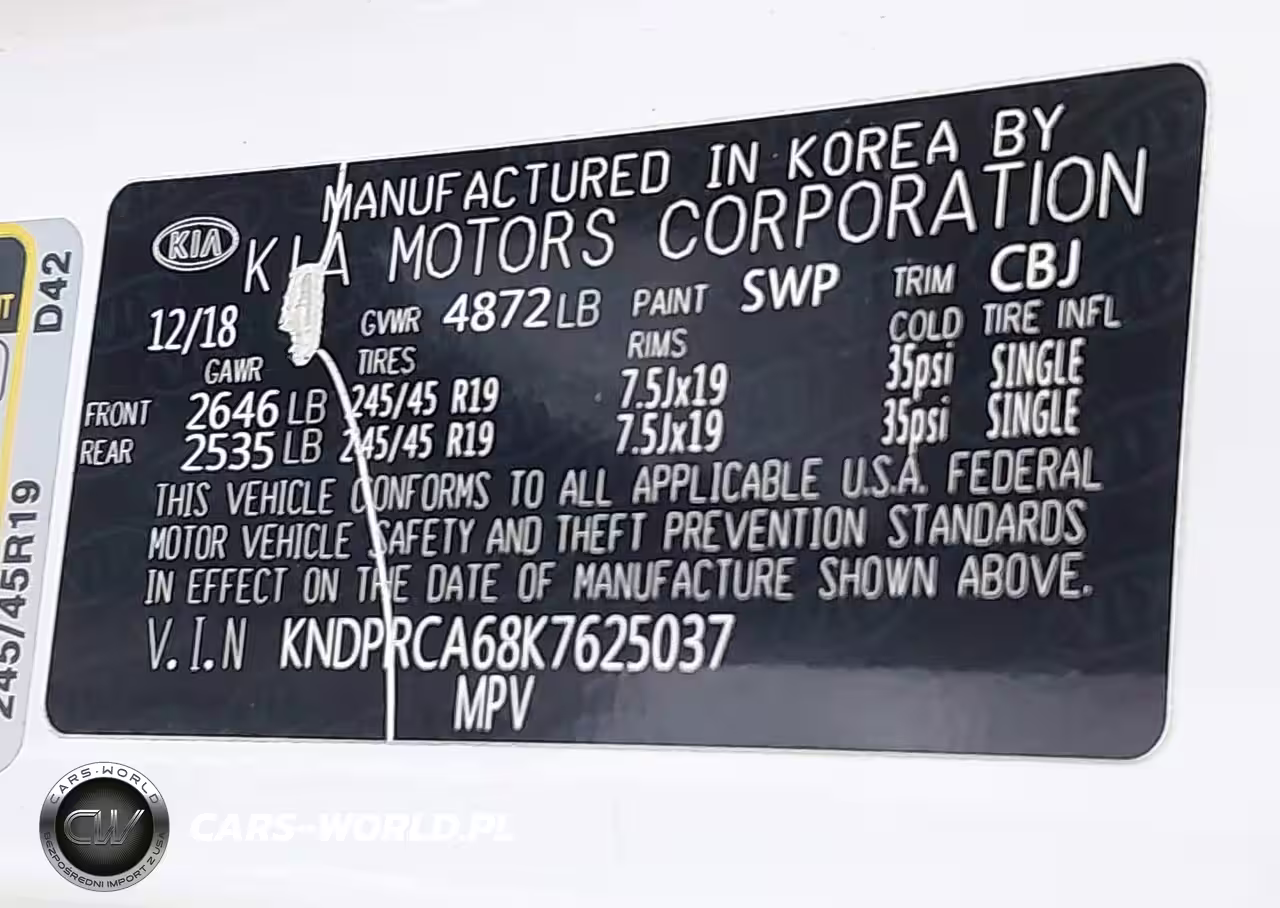 MANUFACTURED IN KOREA BY
KIA KIA MOTORS CORPORATION
12/18 GVWR 4872LB PAINT SWP TRIM CBJ
GAWR TIRES RIMS COLD TIRE INFL
FRONT 2646 LB 245/45 R19 7.5Jx19 35psi SINGLE
REAR 2535 LB 245/45 R19 7.5Jx19 35psi SINGLE
THIS VEHICLE CONFORMS TO ALL APPLICABLE U.S.A. FEDERAL
MOTOR VEHICLE SAFETY AND THEFT PREVENTION STANDARDS
IN EFFECT ON THE DATE OF MANUFACTURE SHOWN ABOVE.
V.I.N KNDPRCA68K7625037
MPV
D42
245/45R19
CARS-WORLD
CW
BEZPOŚREDNI IMPORT Z USA
CARS-WORLD.PL